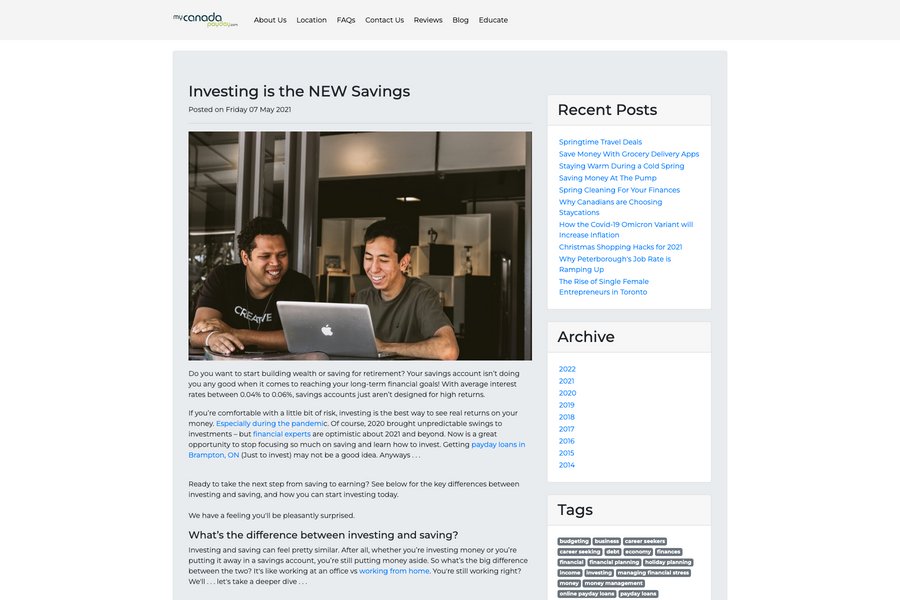 mycanada
payday.com
About Us Location FAQs Contact Us Reviews Blog Educate
Investing is the NEW Savings
Posted on Friday 07 May 2021
CREATIVE
Do you want to start building wealth or saving for retirement? Your savings account isn't doing
you any good when it comes to reaching your long-term financial goals! With average interest
rates between 0.04% to 0.06%, savings accounts just aren't designed for high returns.
If you're comfortable with a little bit of risk, investing is the best way to see real returns on your
money. Especially during the pandemic. Of course, 2020 brought unpredictable swings to
investments – but financial experts are optimistic about 2021 and beyond. Now is a great
opportunity to stop focusing so much on saving and learn how to invest. Getting payday loans in
Brampton, ON (Just to invest) may not be a good idea. Anyways . . .
Ready to take the next step from saving to earning? See below for the key differences between
investing and saving, and how you can start investing today.
We have a feeling you'll be pleasantly surprised.
What's the difference between investing and saving?
Investing and saving can feel pretty similar. After all, whether you're investing money or you're
putting it away in a savings account, you're still putting money aside. So what's the big difference
between the two? It's like working at an office vs working from home. You're still working right?
We'll . . . let's take a deeper dive . . .
Recent Posts
Springtime Travel Deals
Save Money With Grocery Delivery Apps
Staying Warm During a Cold Spring
Saving Money At The Pump
Spring Cleaning For Your Finances
Why Canadians are Choosing
Staycations
How the Covid-19 Omicron Variant will
Increase Inflation
Christmas Shopping Hacks for 2021
Why Peterborough's Job Rate is
Ramping Up
The Rise of Single Female
Entrepreneurs in Toronto
Archive
2022
2021
2020
2019
2018
2017
2016
2015
2014
Tags
budgeting business career seekers
career seeking debt economy finances
financial financial planning holiday planning
income investing managing financial stress
money money management
online payday loans payday loans